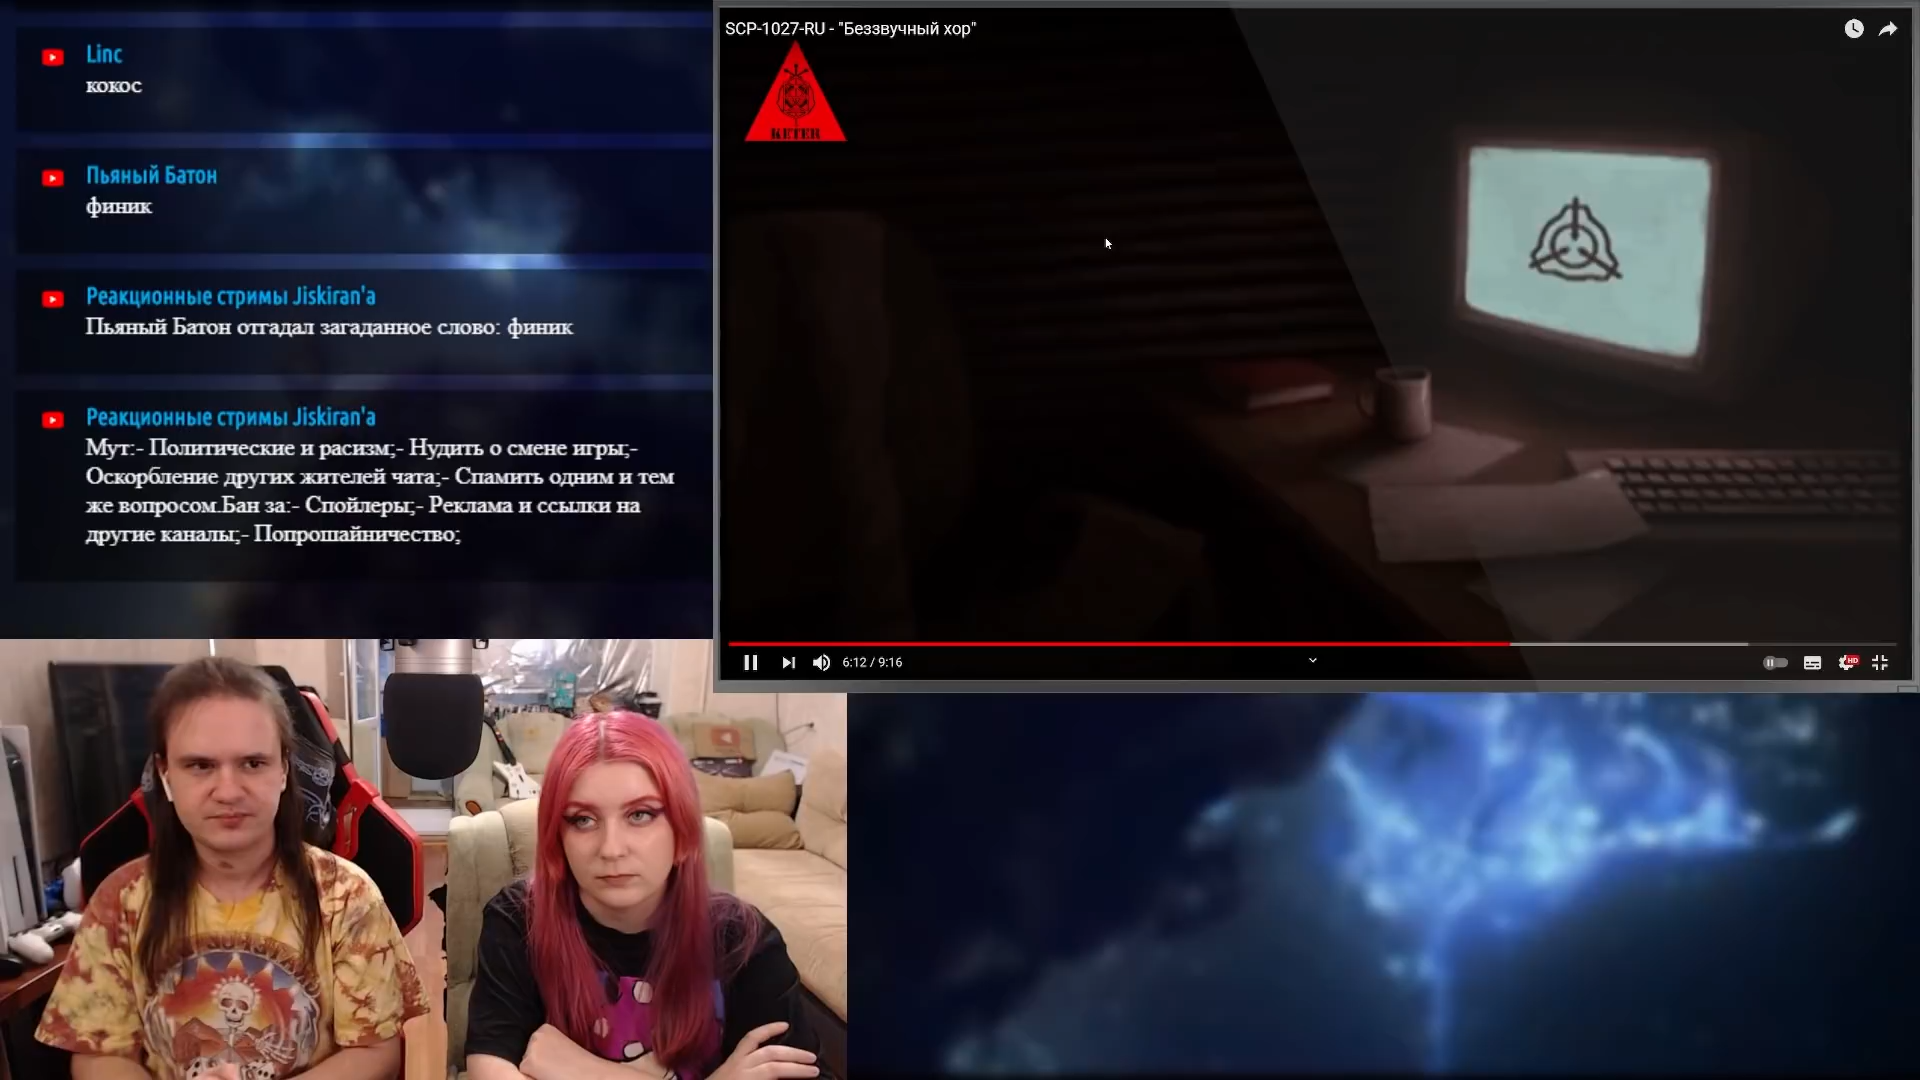 Linc
кокос
Пьяный Батон
финик
Реакционные стримы Jiskiran'a
Пьяный Батон отгадал загаданное слово: финик
Реакционные стримы Jiskiran'a
Мут:- Политические и расизм;- Нудить о смене игры;-
Оскорбление других жителей чата;- Спамить одним и тем
же вопросом.Бан за:- Спойлеры;- Реклама и ссылки на
другие каналы;- Попрошайничество;
SCP-1027-RU - "Беззвучный хор"
KETER
6:12 / 9:16
HD